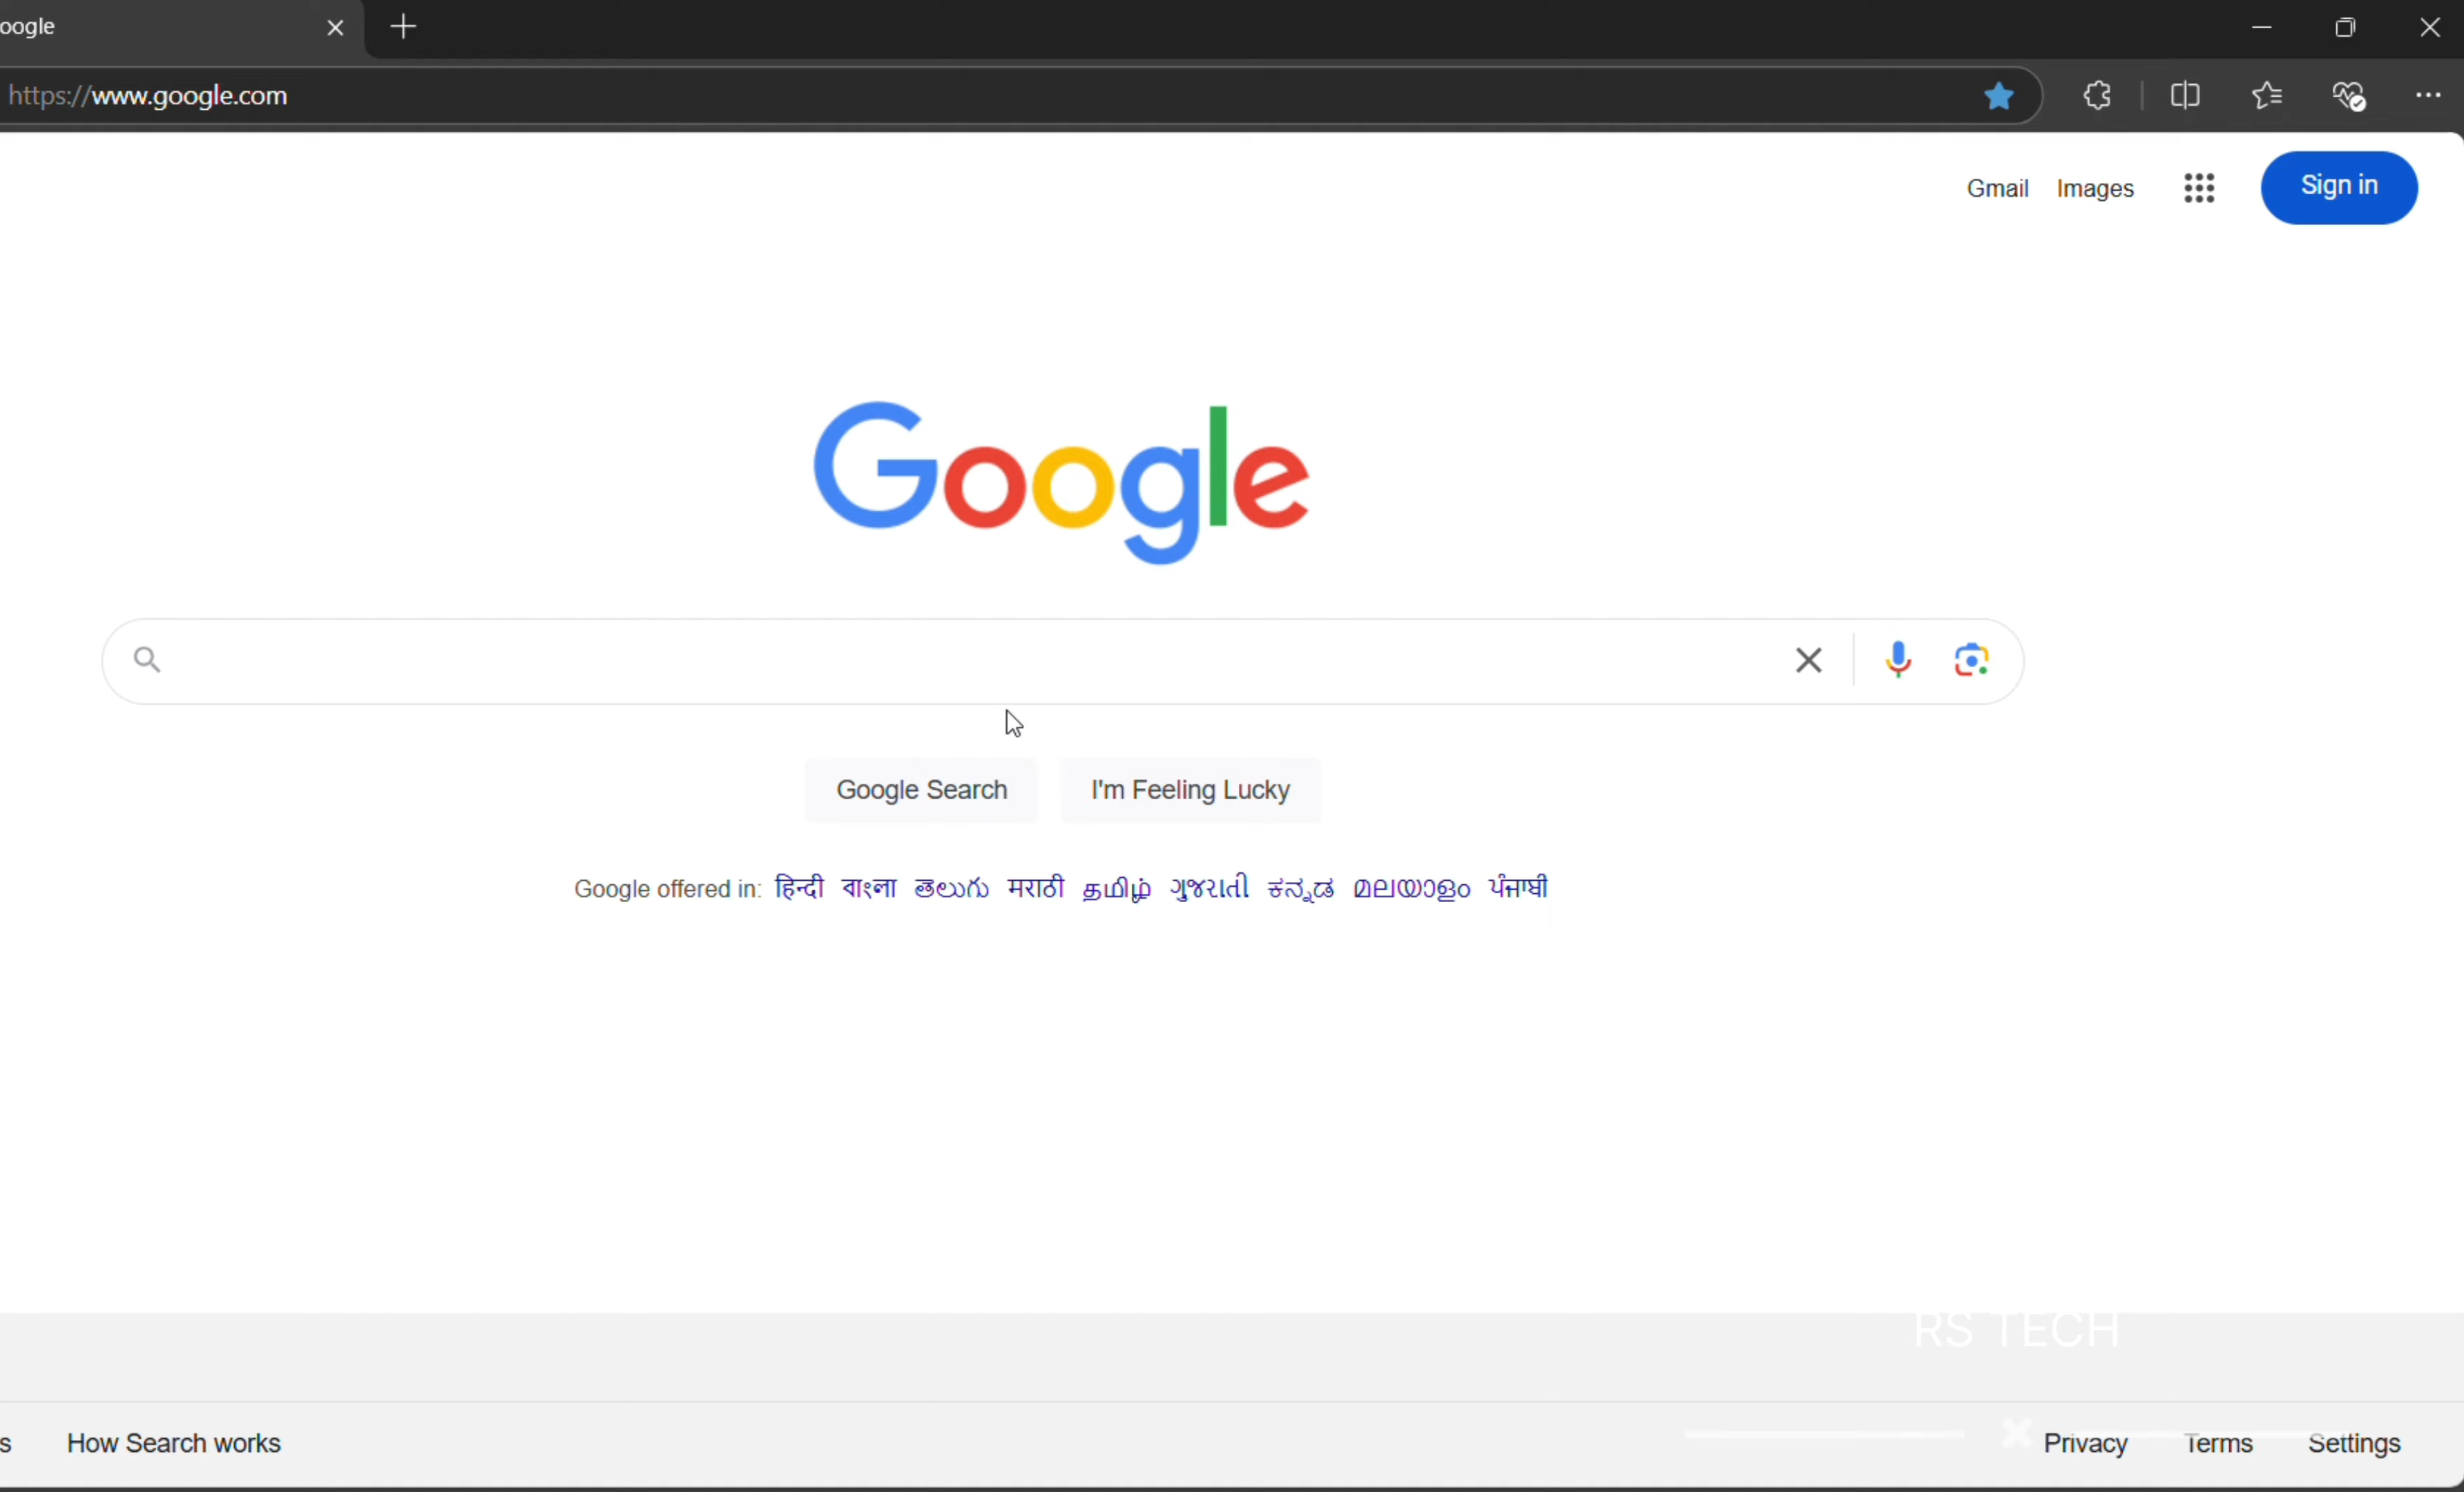 oogle
https://www.google.com
Gmail Images Sign in
Google
Google Search I'm Feeling Lucky
Google offered in: हिन्दी বাংলা తెలుగు मराठी தமிழ் ગુજરાતી ಕನ್ನಡ മലയാളം ਪੰਜਾਬੀ
RS TECH
s How Search works Privacy Terms Settings